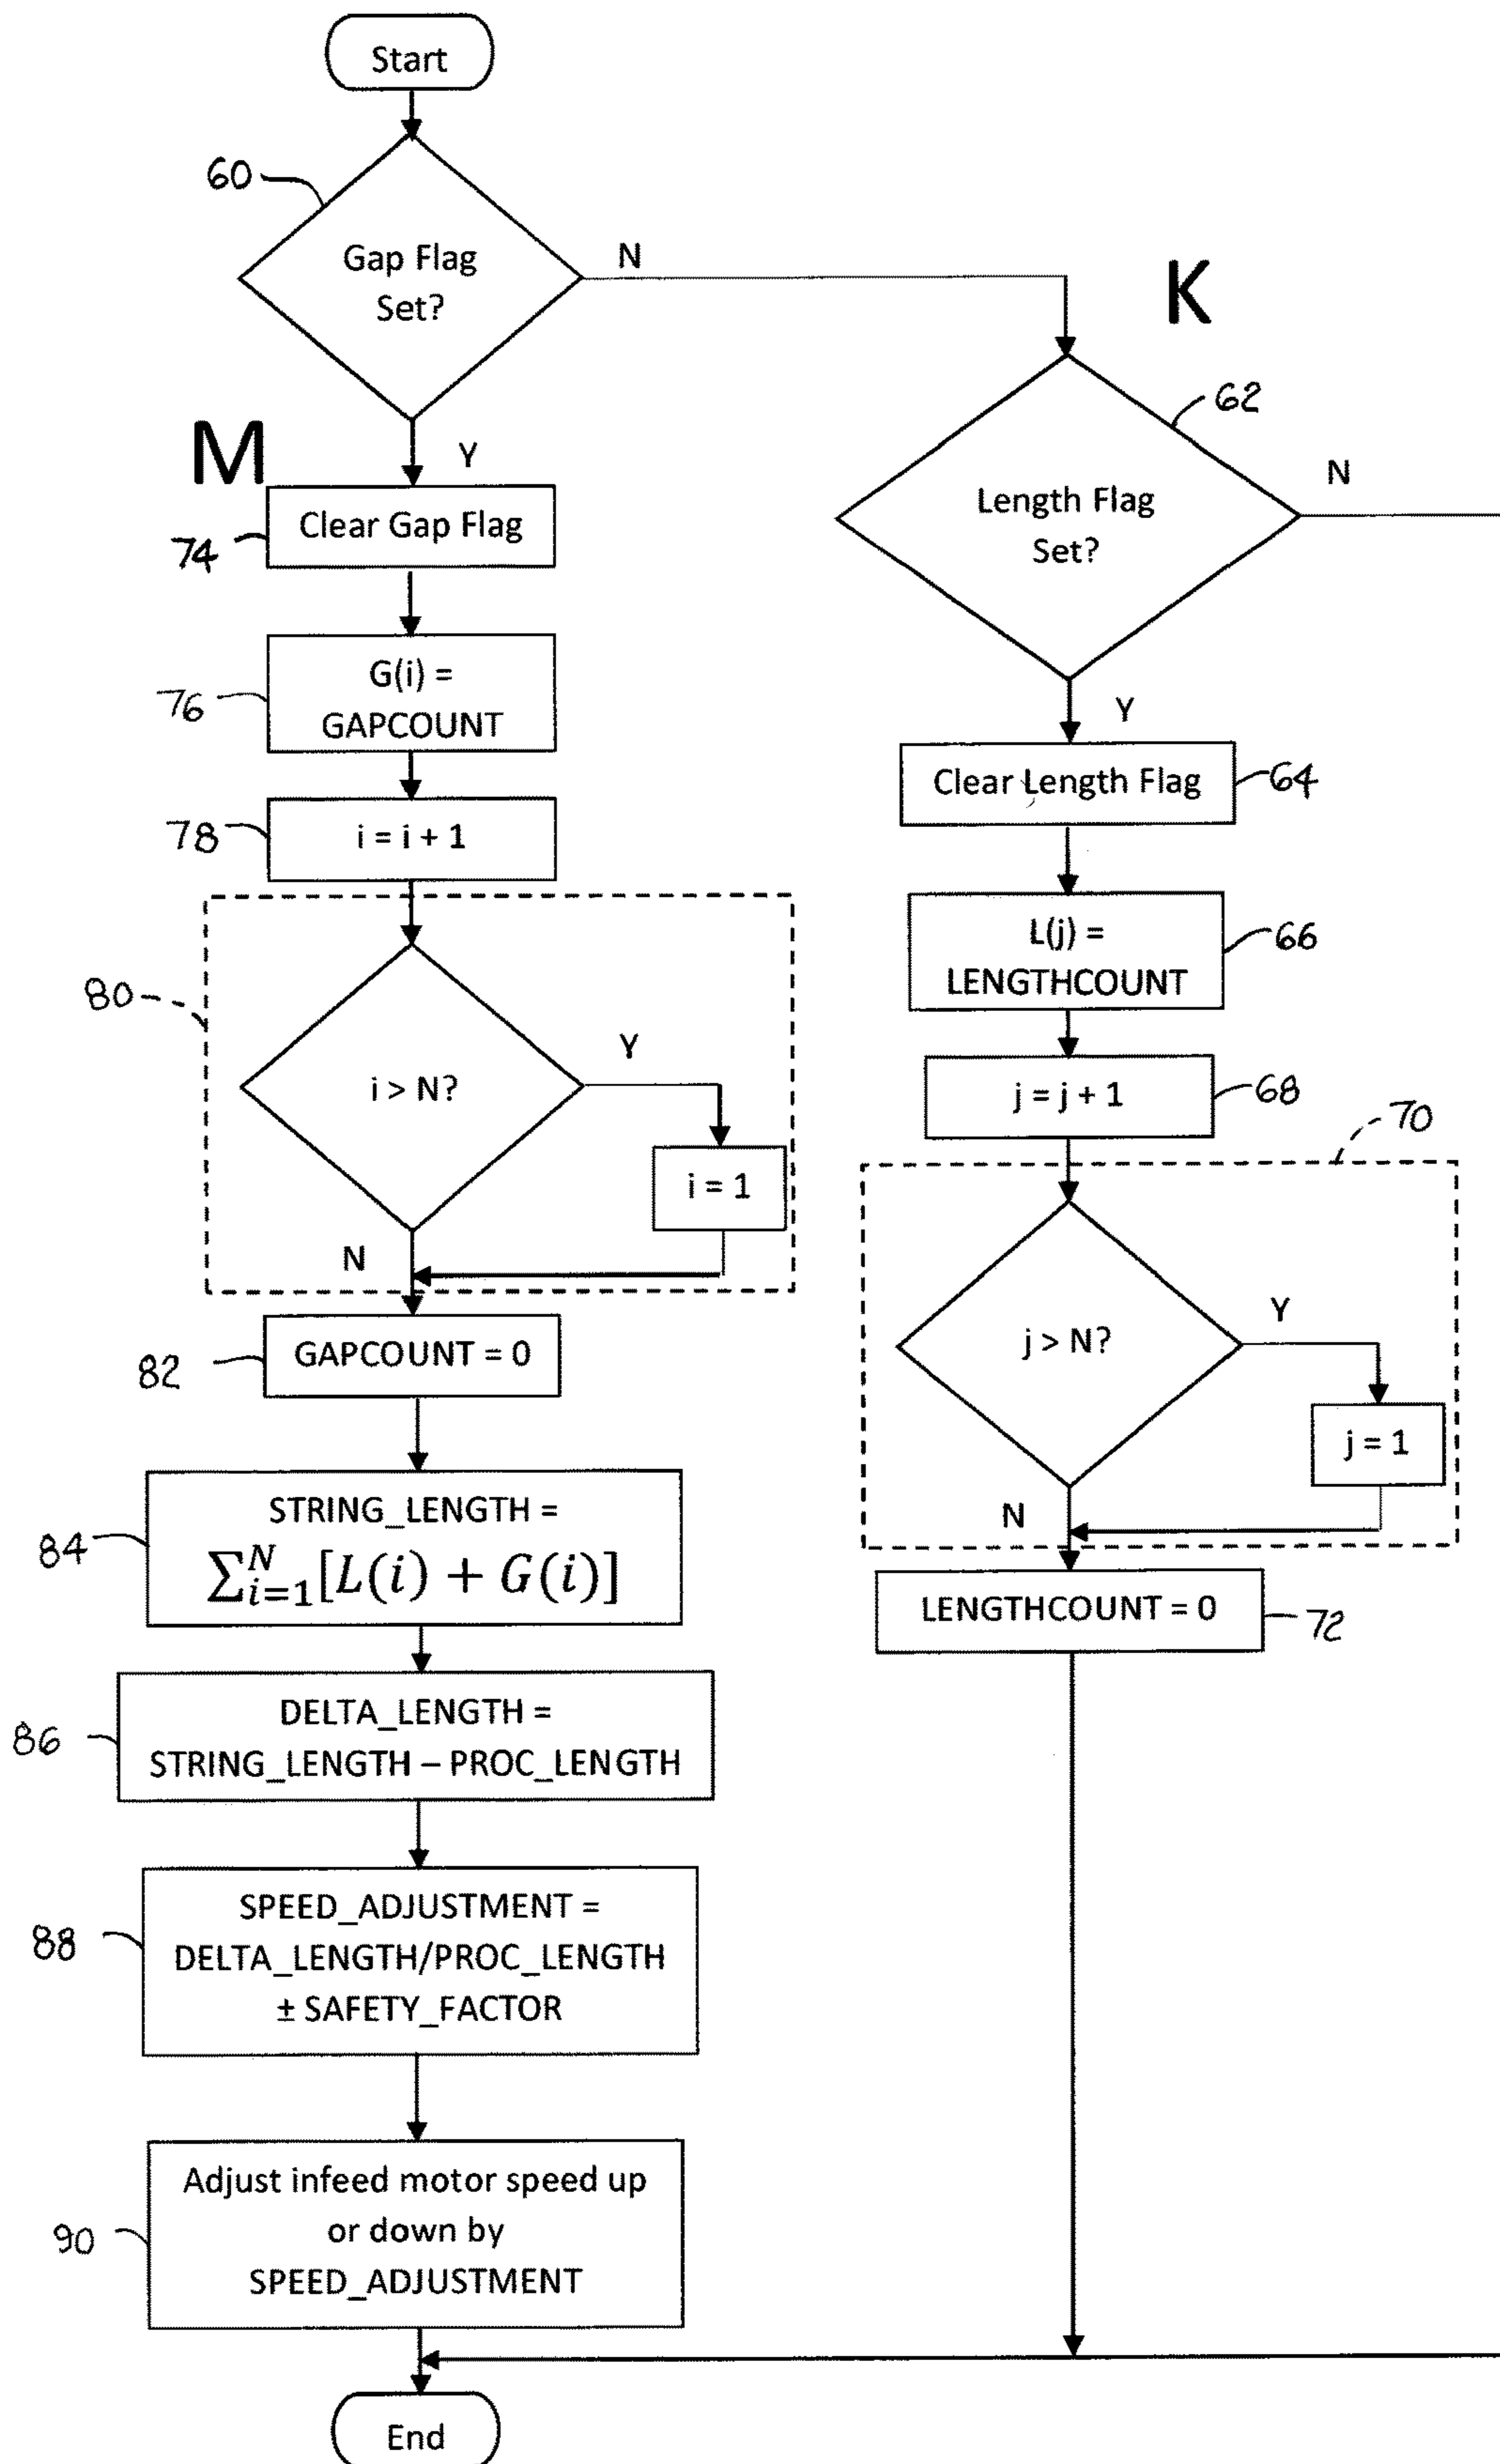 Start
60
Gap Flag
Set?
N
K
62
Length Flag
Set?
N
Y
M
Clear Gap Flag
74
G(i) =
GAPCOUNT
76
i = i + 1
78
80
i > N?
Y
i = 1
N
GAPCOUNT = 0
82
STRING_LENGTH =
∑_{i=1}^{N}[L(i) + G(i)]
84
DELTA_LENGTH =
STRING_LENGTH – PROC_LENGTH
86
SPEED_ADJUSTMENT =
DELTA_LENGTH/PROC_LENGTH
± SAFETY_FACTOR
88
Adjust infeed motor speed up
or down by
SPEED_ADJUSTMENT
90
Y
Clear Length Flag
64
L(j) =
LENGTHCOUNT
66
j = j + 1
68
70
j > N?
Y
j = 1
N
LENGTHCOUNT = 0
72
End